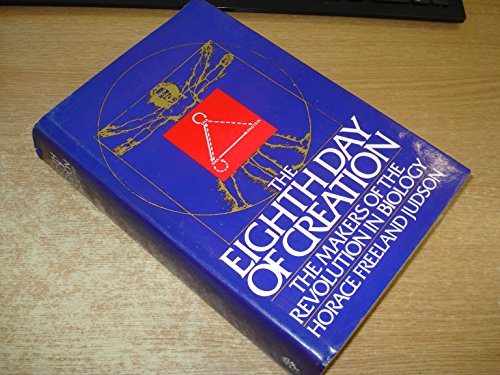 THE
EIGHTH DAY
OF CREATION
THE MAKERS OF THE
REVOLUTION IN BIOLOGY
HORACE FREELAND JUDSON